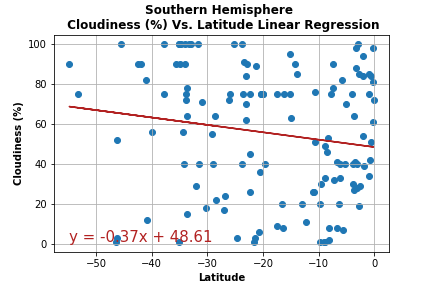 Southern Hemisphere
Cloudiness (%) Vs. Latitude Linear Regression
Cloudiness (%)
100
80
60
40
20
0
y = -0.37x + 48.61
−50
−40
−30
−20
−10
0
Latitude